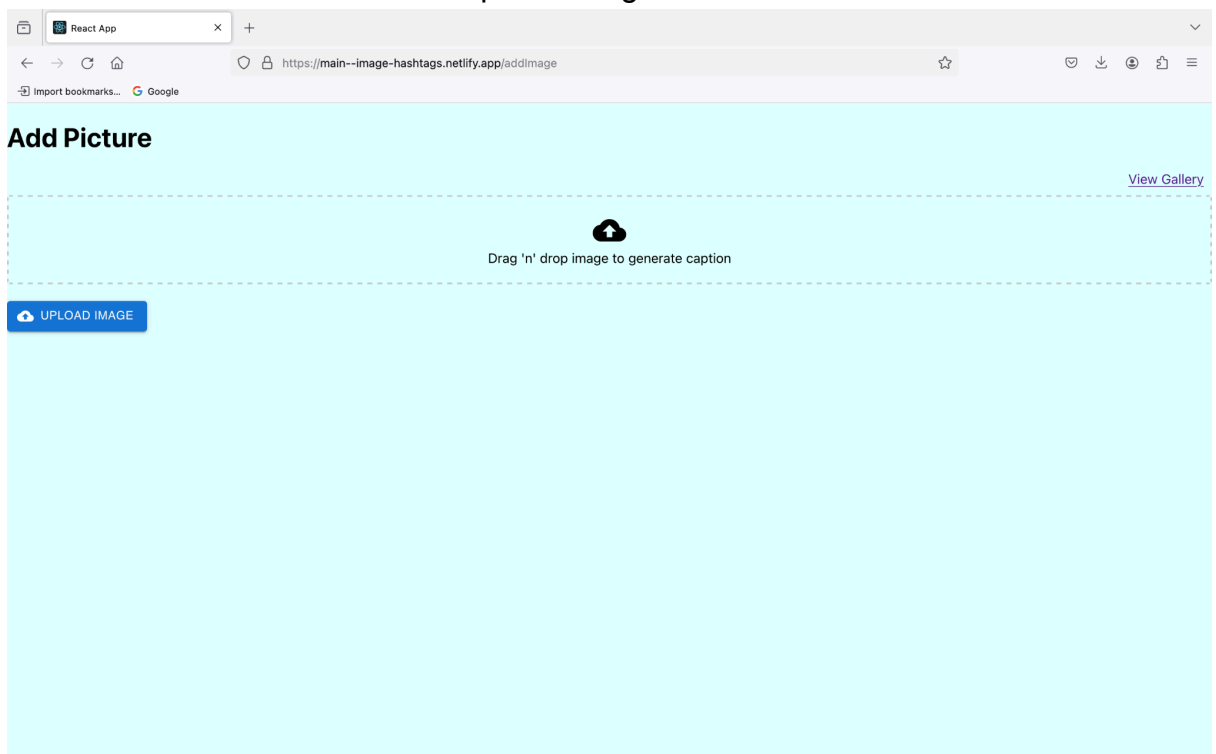 React App
https://main--image-hashtags.netlify.app/addImage
Import bookmarks... Google
Add Picture
View Gallery
Drag 'n' drop image to generate caption
UPLOAD IMAGE